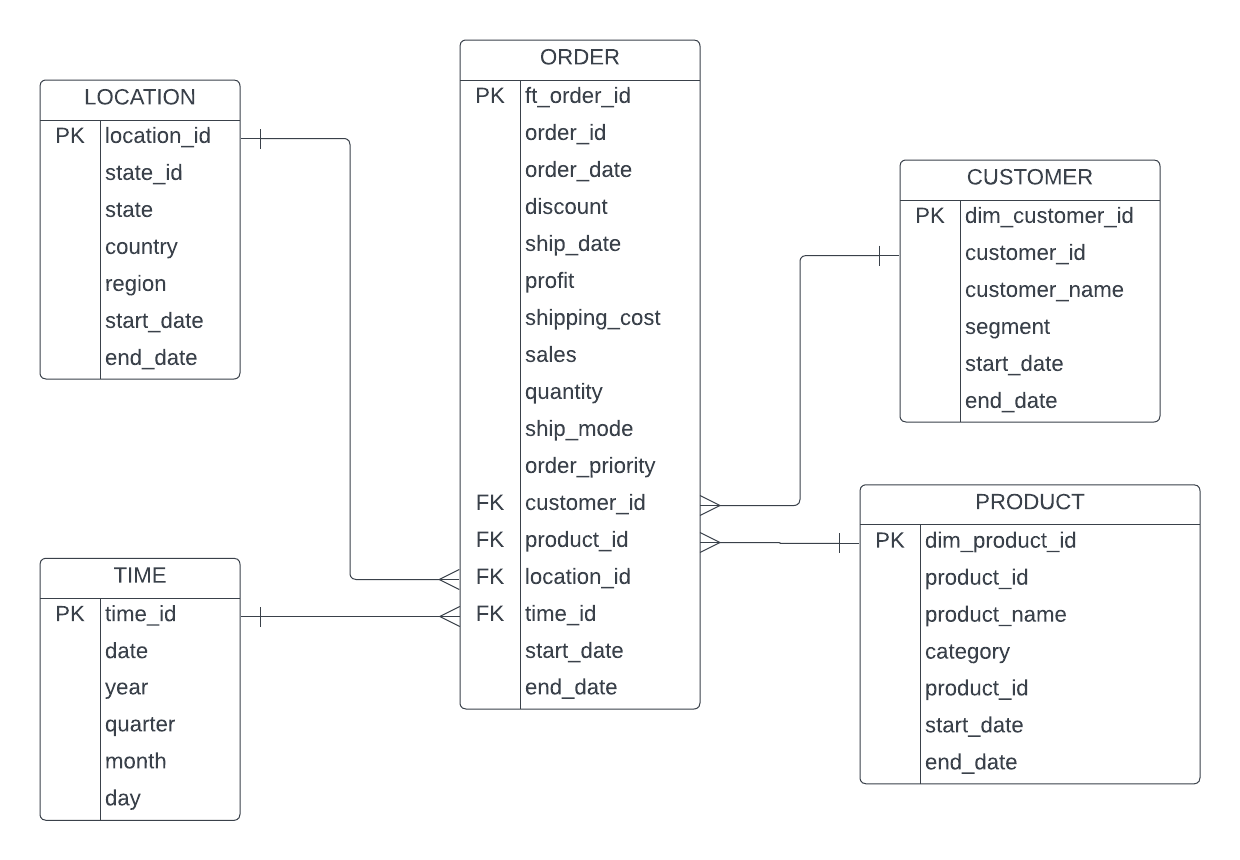 LOCATION
PK location_id
state_id
state
country
region
start_date
end_date
TIME
PK time_id
date
year
quarter
month
day
ORDER
PK ft_order_id
order_id
order_date
discount
ship_date
profit
shipping_cost
sales
quantity
ship_mode
order_priority
FK customer_id
FK product_id
FK location_id
FK time_id
start_date
end_date
CUSTOMER
PK dim_customer_id
customer_id
customer_name
segment
start_date
end_date
PRODUCT
PK dim_product_id
product_id
product_name
category
product_id
start_date
end_date